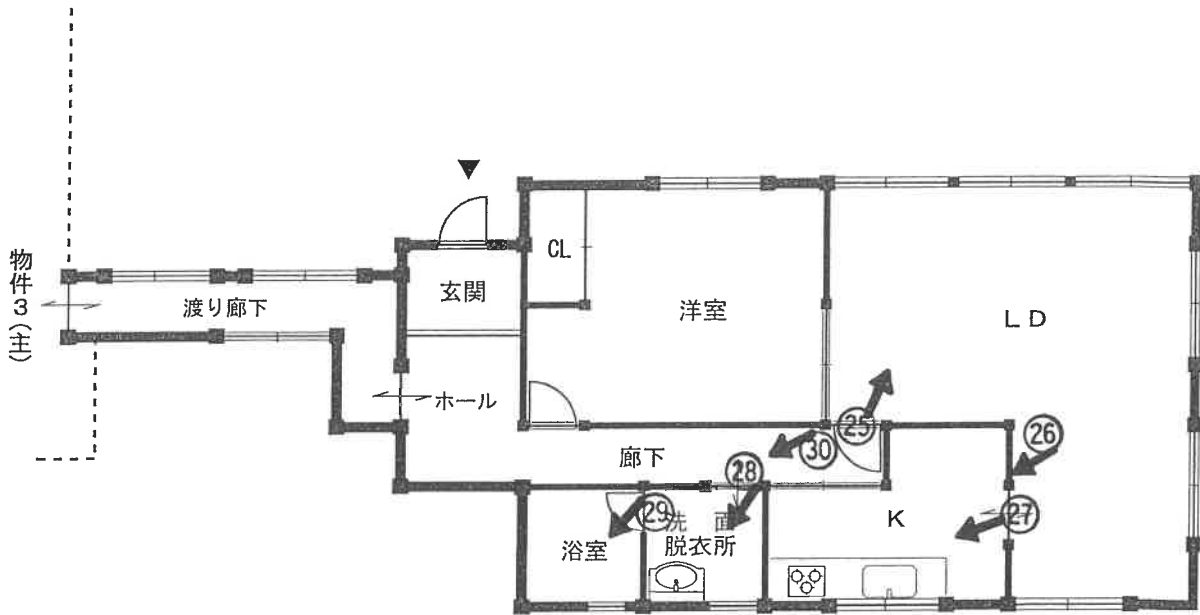 物件3(主)
渡り廊下
玄関
CL
洋室
LD
ホール
廊下
㉕
㉖
㉚
㉘
㉗
㉙
洗面
脱衣所
浴室
K